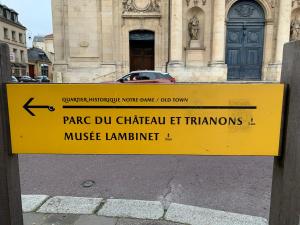 QUARTIER HISTORIQUE NOTRE-DAME / OLD TOWN
PARC DU CHÂTEAU ET TRIANONS
MUSÉE LAMBINET